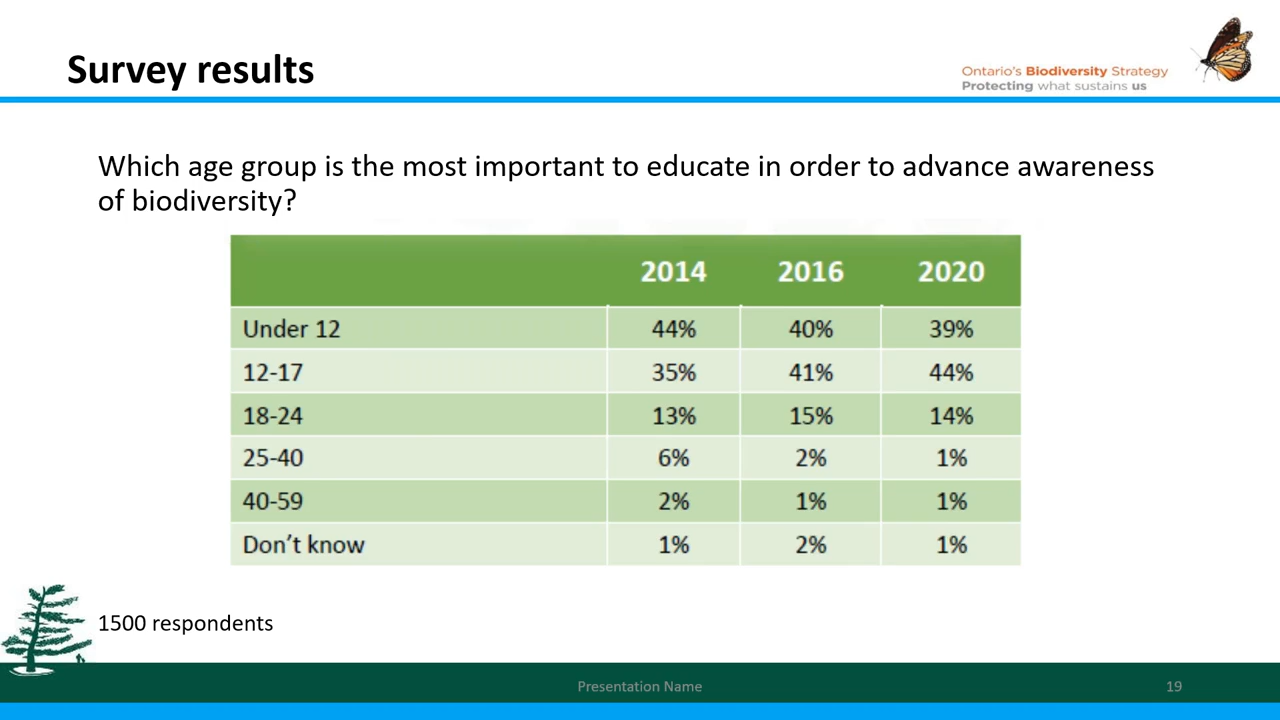 Survey results
Ontario's Biodiversity Strategy
Protecting what sustains us
Which age group is the most important to educate in order to advance awareness
of biodiversity?
2014 2016 2020
Under 12 44% 40% 39%
12-17 35% 41% 44%
18-24 13% 15% 14%
25-40 6% 2% 1%
40-59 2% 1% 1%
Don't know 1% 2% 1%
1500 respondents
Presentation Name 19